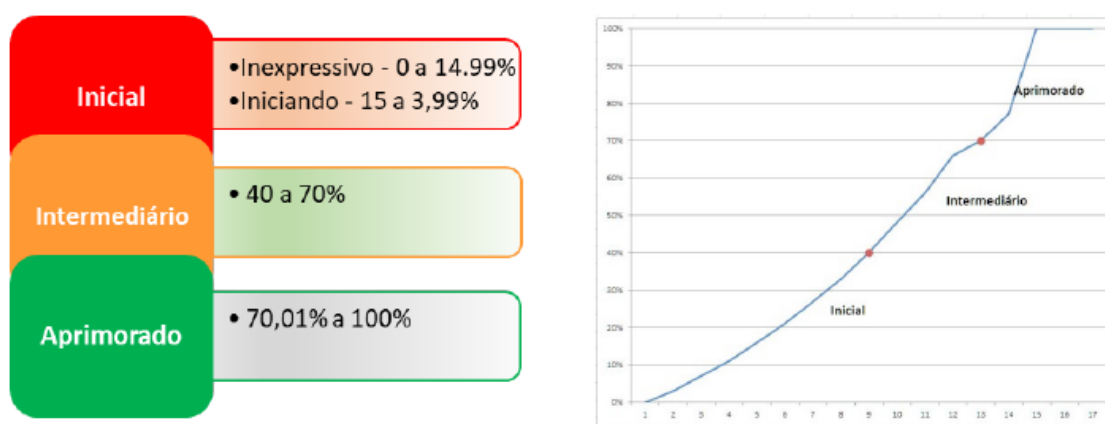 Inicial
•Inexpressivo - 0 a 14.99%
•Iniciando - 15 a 3,99%
Intermediário
• 40 a 70%
Aprimorado
• 70,01% a 100%
100%
90%
80%
70%
60%
50%
40%
30%
20%
10%
0%
Aprimorado
Intermediário
Inicial
1 2 3 4 5 6 7 8 9 10 11 12 13 14 15 16 17